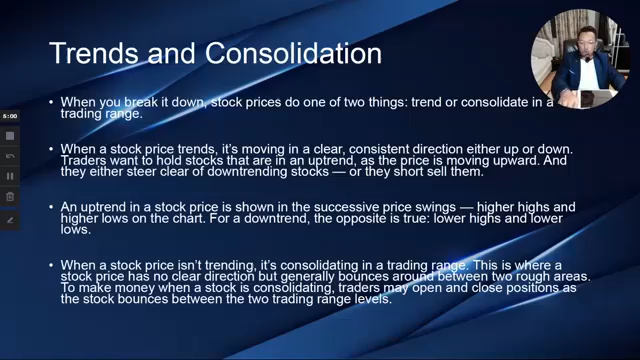 Trends and Consolidation
• When you break it down, stock prices do one of two things: trend or consolidate in a
trading range.
• When a stock price trends, it's moving in a clear, consistent direction either up or down.
Traders want to hold stocks that are in an uptrend, as the price is moving upward. And
they either steer clear of downtrending stocks — or they short sell them.
• An uptrend in a stock price is shown in the successive price swings — higher highs and
higher lows on the chart. For a downtrend, the opposite is true: lower highs and lower
lows.
• When a stock price isn't trending, it's consolidating in a trading range. This is where a
stock price has no clear direction but generally bounces around between two rough areas.
To make money when a stock is consolidating, traders may open and close positions as
the stock bounces between the two trading range levels.
5:00